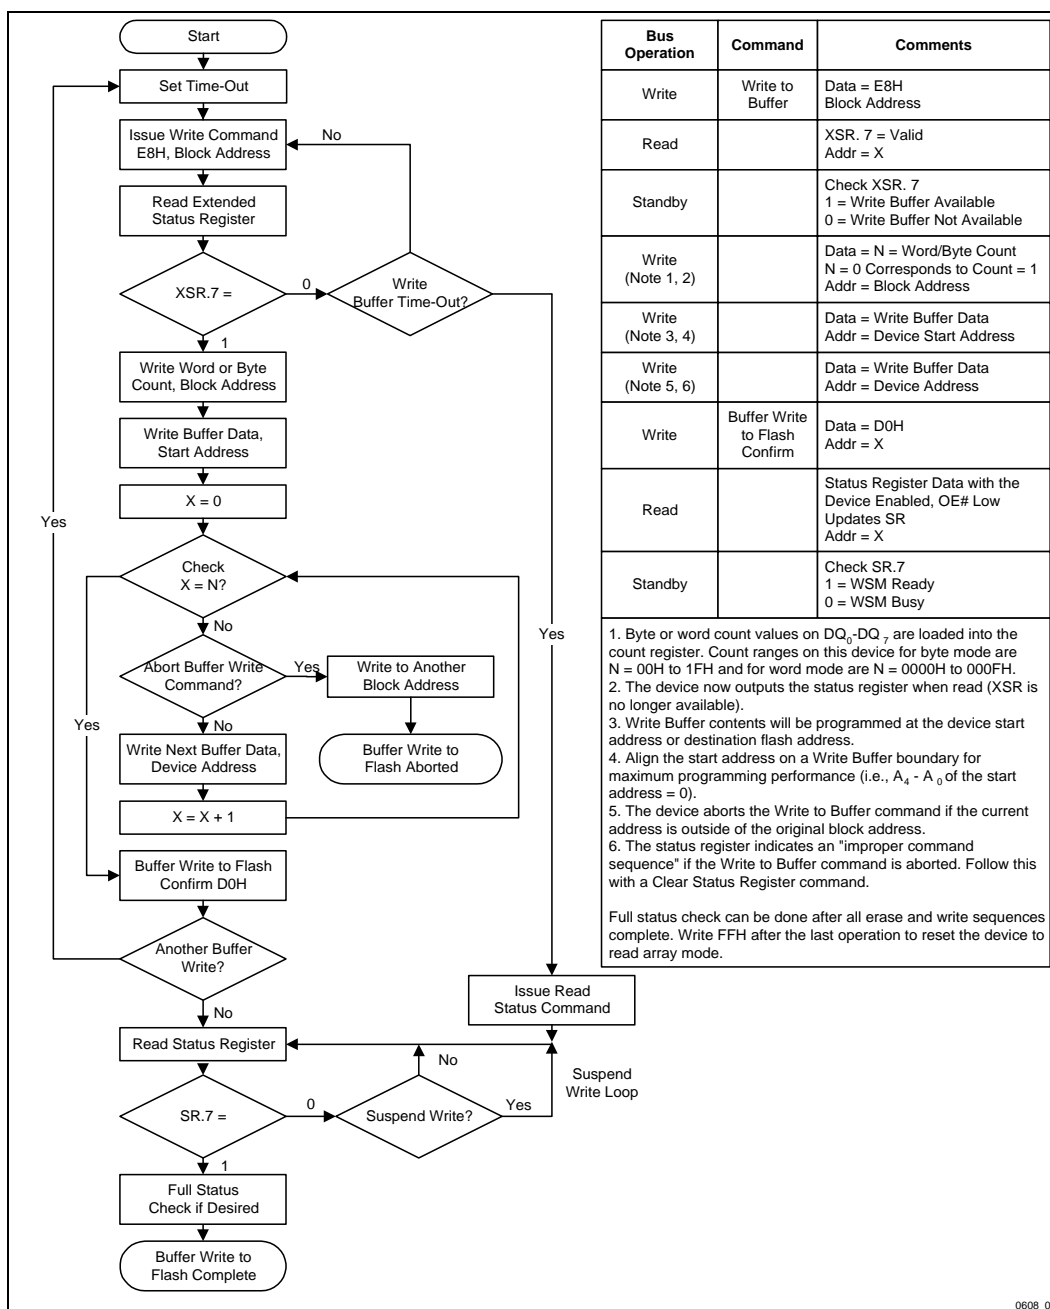 Start
Set Time-Out
Issue Write Command
E8H, Block Address
No
Read Extended
Status Register
XSR.7 =
0
Write
Buffer Time-Out?
1
Write Word or Byte
Count, Block Address
Write Buffer Data,
Start Address
X = 0
Yes
Check
X = N?
No
Yes
Abort Buffer Write
Command?
Yes
Write to Another
Block Address
Yes
No
Buffer Write to
Flash Aborted
Write Next Buffer Data,
Device Address
X = X + 1
Buffer Write to Flash
Confirm D0H
Another Buffer
Write?
No
Issue Read
Status Command
Read Status Register
No
Suspend
Write Loop
SR.7 =
0
Suspend Write?
Yes
1
Full Status
Check if Desired
Buffer Write to
Flash Complete
Bus
Operation
Command
Comments
Write
Write to
Buffer
Data = E8H
Block Address
Read
XSR. 7 = Valid
Addr = X
Standby
Check XSR. 7
1 = Write Buffer Available
0 = Write Buffer Not Available
Write
(Note 1, 2)
Data = N = Word/Byte Count
N = 0 Corresponds to Count = 1
Addr = Block Address
Write
(Note 3, 4)
Data = Write Buffer Data
Addr = Device Start Address
Write
(Note 5, 6)
Data = Write Buffer Data
Addr = Device Address
Write
Buffer Write
to Flash
Confirm
Data = D0H
Addr = X
Read
Status Register Data with the
Device Enabled, OE# Low
Updates SR
Addr = X
Standby
Check SR.7
1 = WSM Ready
0 = WSM Busy
1. Byte or word count values on DQ0-DQ 7 are loaded into the
count register. Count ranges on this device for byte mode are
N = 00H to 1FH and for word mode are N = 0000H to 000FH.
2. The device now outputs the status register when read (XSR is
no longer available).
3. Write Buffer contents will be programmed at the device start
address or destination flash address.
4. Align the start address on a Write Buffer boundary for
maximum programming performance (i.e., A4 - A 0 of the start
address = 0).
5. The device aborts the Write to Buffer command if the current
address is outside of the original block address.
6. The status register indicates an "improper command
sequence" if the Write to Buffer command is aborted. Follow this
with a Clear Status Register command.
Full status check can be done after all erase and write sequences
complete. Write FFH after the last operation to reset the device to
read array mode.